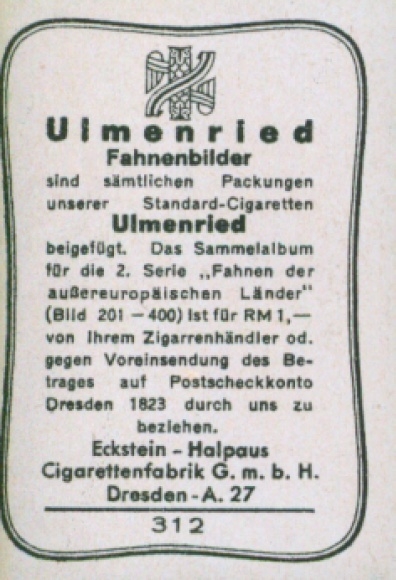 Ulmenried
Fahnenbilder
sind sämtlichen Packungen
unserer Standard-Cigaretten
Ulmenried
beigefügt. Das Sammelalbum
für die 2. Serie „Fahnen der
außereuropäischen Länder"
(Bild 201 – 400) ist für RM 1,—
von Ihrem Zigarrenhändler od.
gegen Voreinsendung des Be-
trages auf Postscheckkonto
Dresden 1823 durch uns zu
beziehen.
Eckstein - Halpaus
Cigarettenfabrik G. m. b. H.
Dresden - A. 27
312